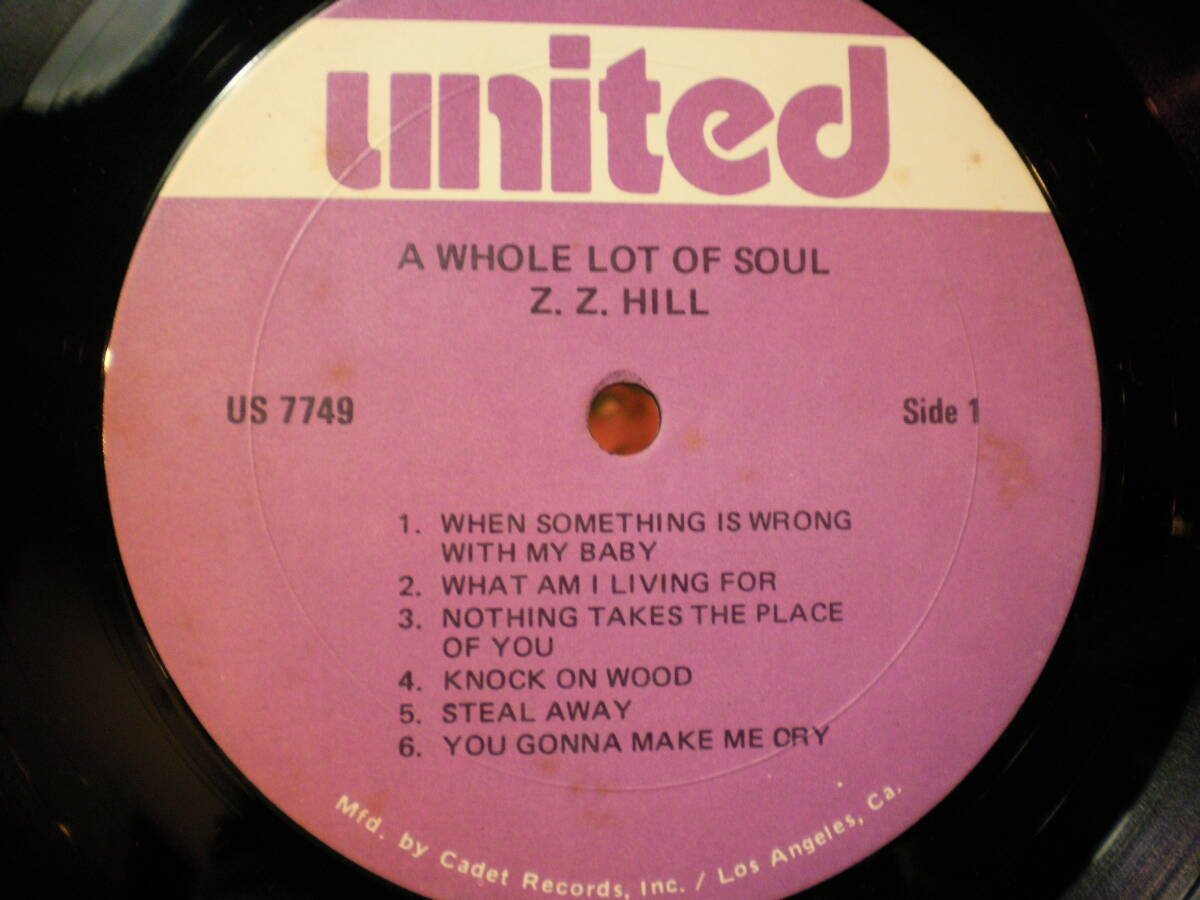 united
A WHOLE LOT OF SOUL
Z. Z. HILL
US 7749 Side 1
1. WHEN SOMETHING IS WRONG
WITH MY BABY
2. WHAT AM I LIVING FOR
3. NOTHING TAKES THE PLACE
OF YOU
4. KNOCK ON WOOD
5. STEAL AWAY
6. YOU GONNA MAKE ME CRY
Mfd. by Cadet Records, Inc. / Los Angeles, Ca.